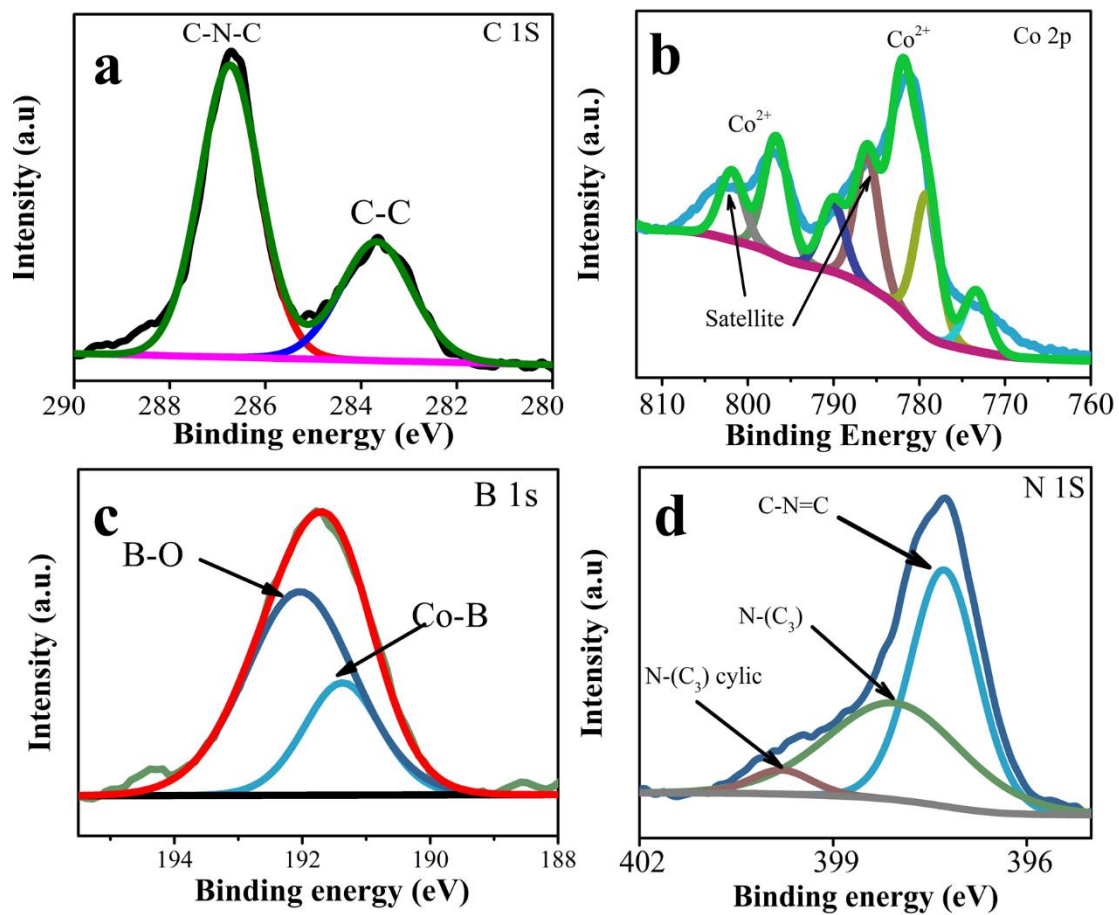 a
C-N-C
C 1S
C-C
Intensity (a.u)
290 288 286 284 282 280
Binding energy (eV)
b
Co²⁺
Co 2p
Co²⁺
Satellite
Intensity (a.u.)
810 800 790 780 770 760
Binding Energy (eV)
c
B 1s
B-O
Co-B
Intensity (a.u.)
194 192 190 188
Binding energy (eV)
d
N 1S
C-N=C
N-(C₃)
N-(C₃) cylic
Intensity (a.u)
402 399 396
Binding energy (eV)